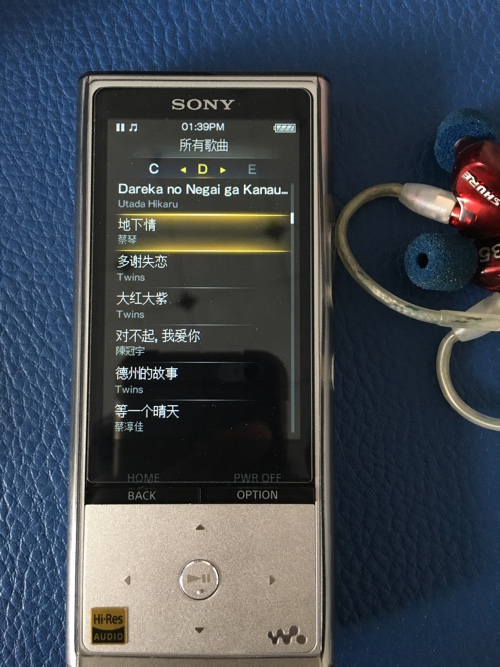 SONY
01:39PM
所有歌曲
C D E
Dareka no Negai ga Kanau...
Utada Hikaru
地下情
蔡琴
多谢失恋
Twins
大红大紫
Twins
对不起, 我爱你
陳冠宇
德州的故事
Twins
等一个晴天
蔡淳佳
HOME PWR OFF
BACK OPTION
Hi-Res
AUDIO
SHURE